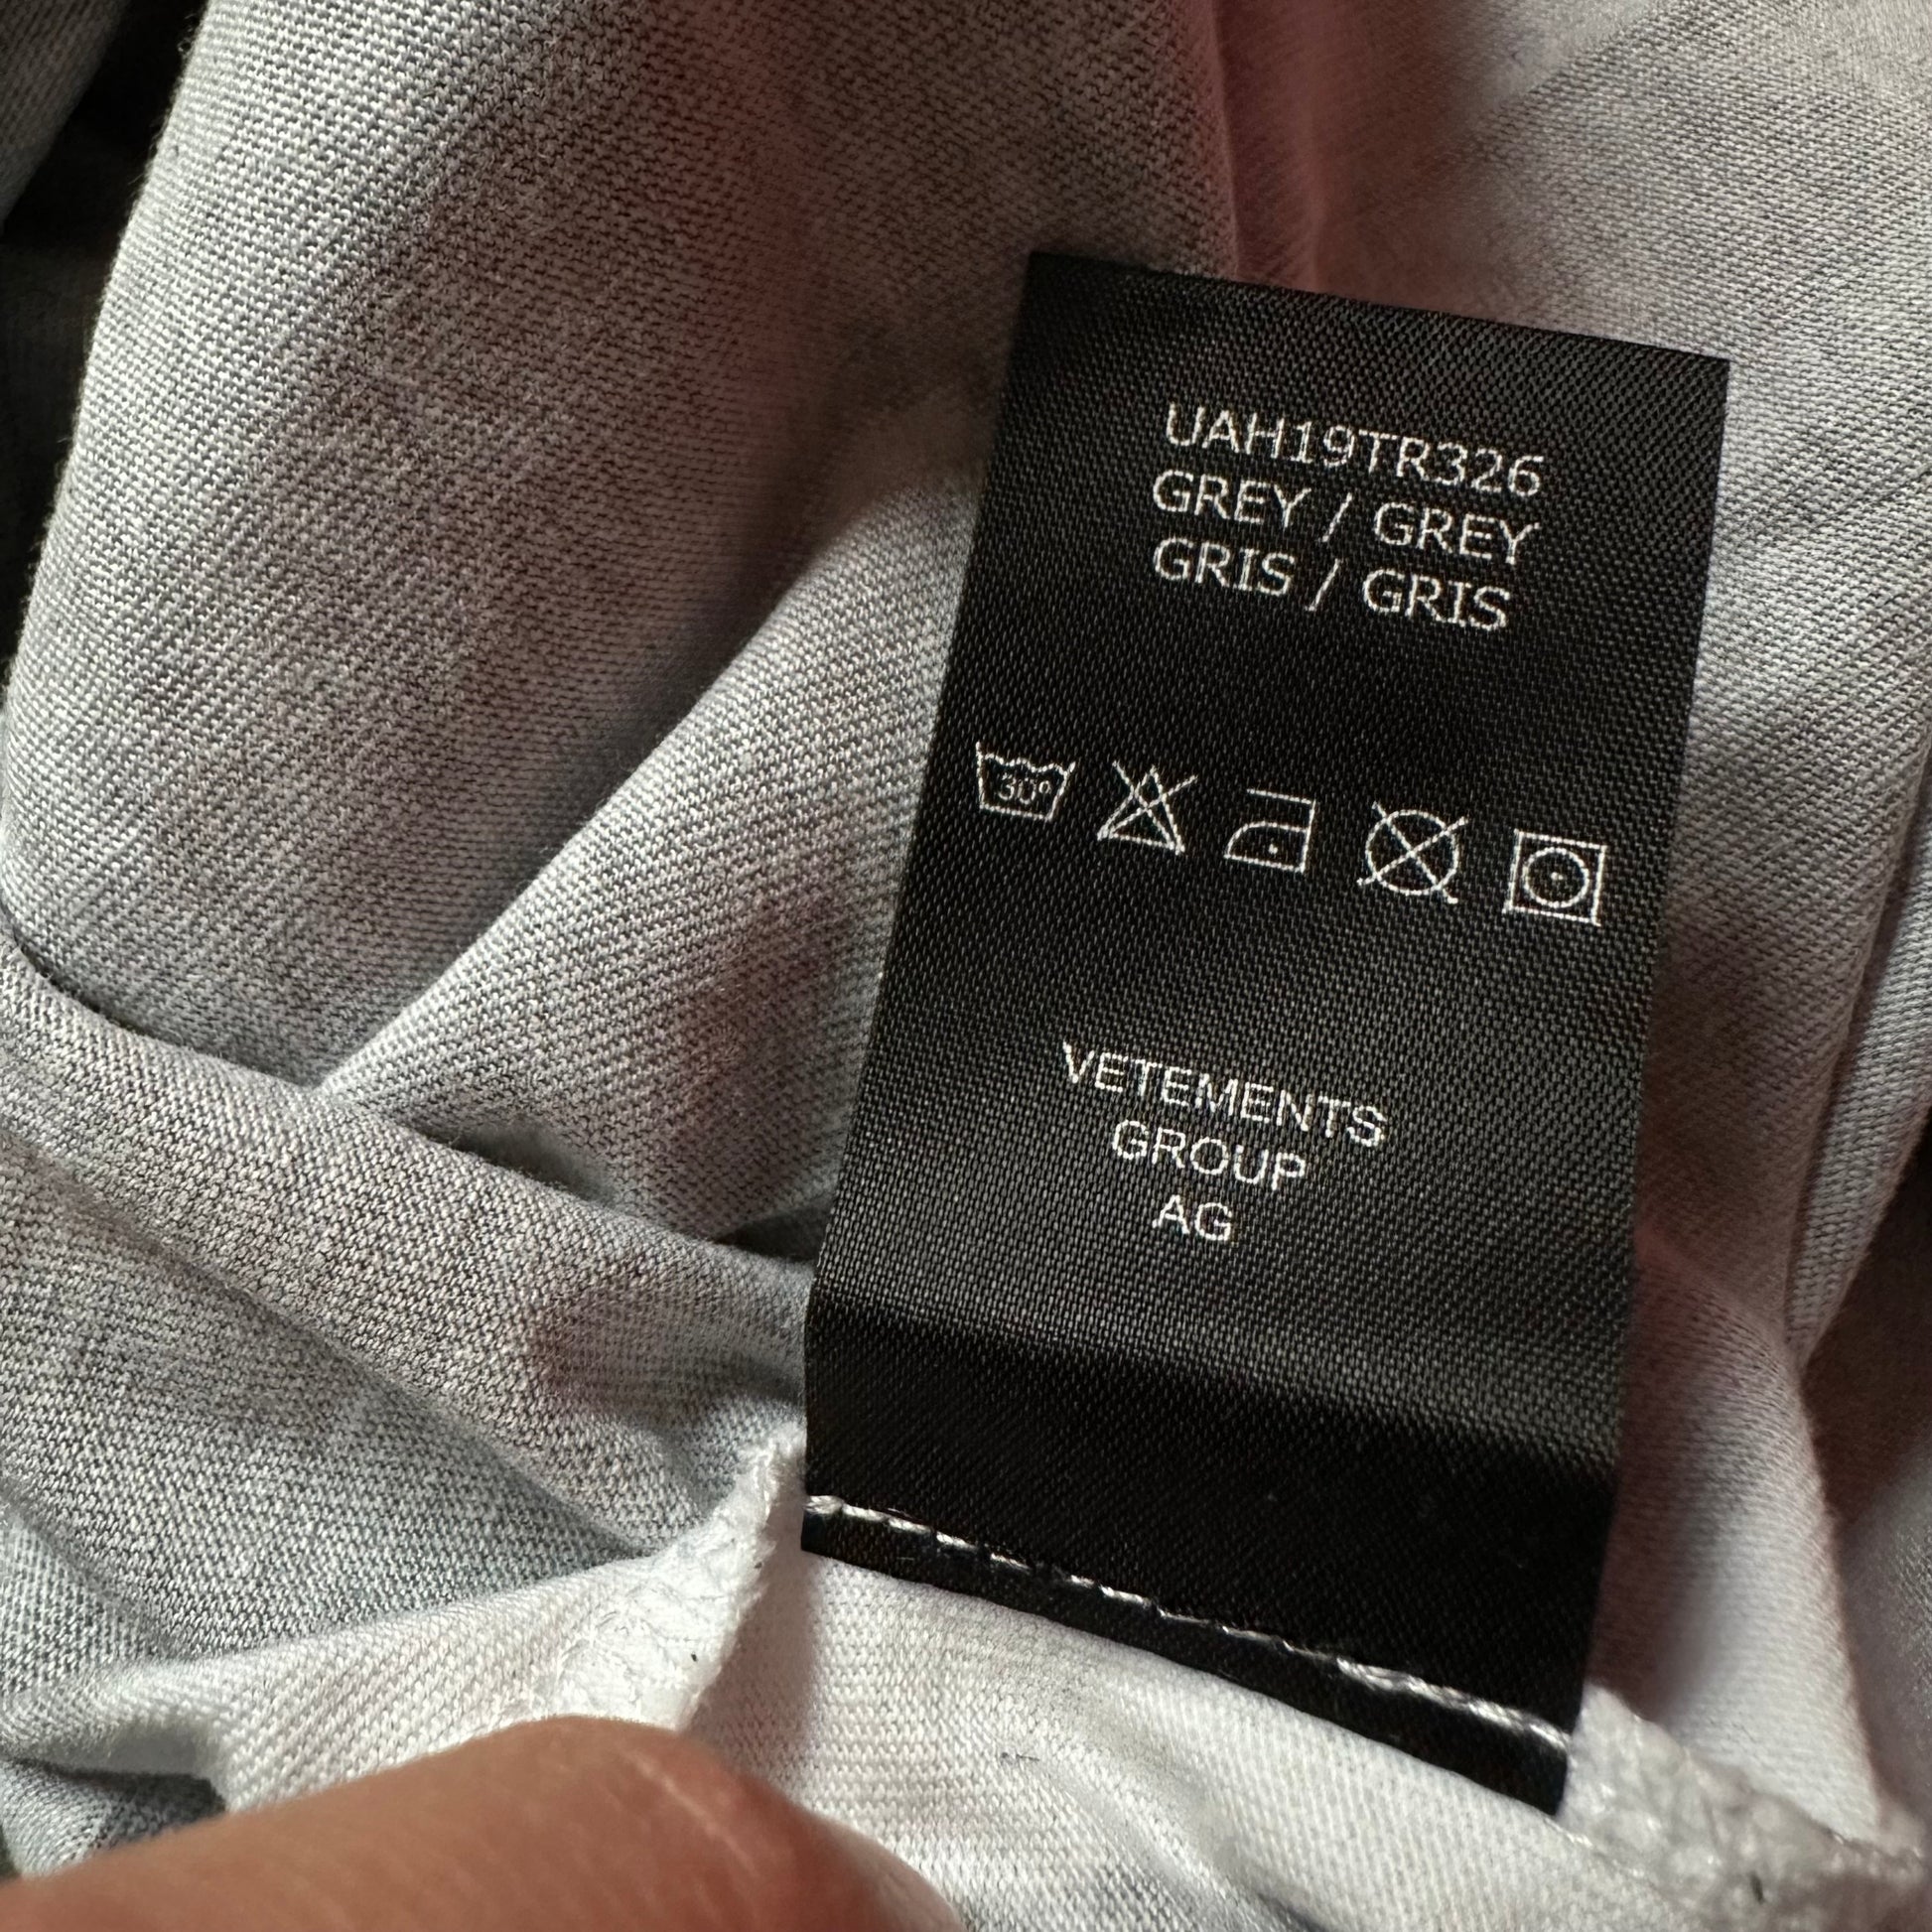 UAH19TR326
GREY / GREY
GRIS / GRIS
30°
VETEMENTS
GROUP
AG